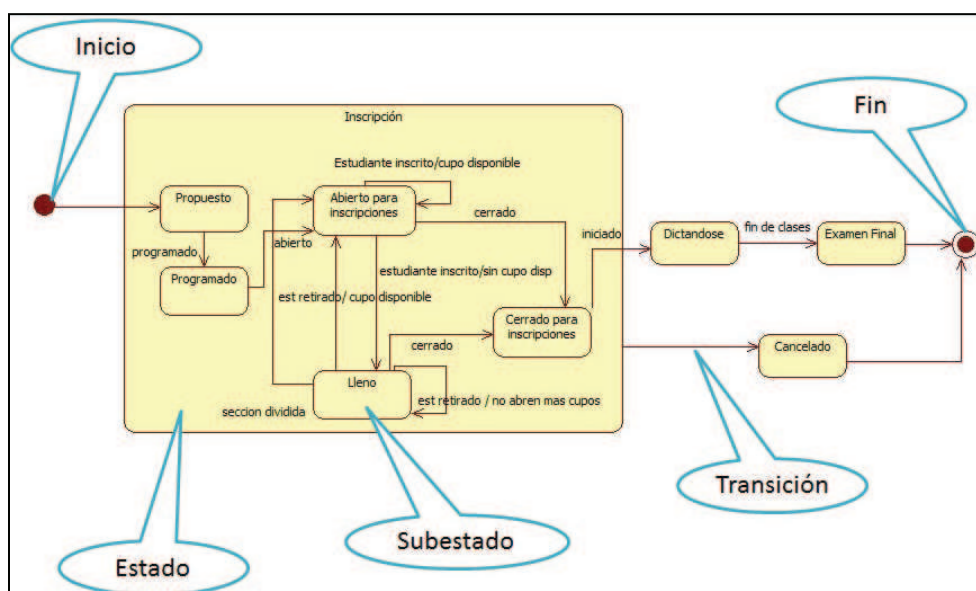 Inicio
Fin
Inscripción
Estudiante inscrito/cupo disponible
Propuesto
Abierto para
inscripciones
cerrado
programado
abierto
iniciado
Dictandose
fin de clases
Examen Final
Programado
estudiante inscrito/sin cupo disp
est retirado/ cupo disponible
Cerrado para
inscripciones
cerrado
Cancelado
Lleno
est retirado / no abren mas cupos
seccion dividida
Transición
Subestado
Estado